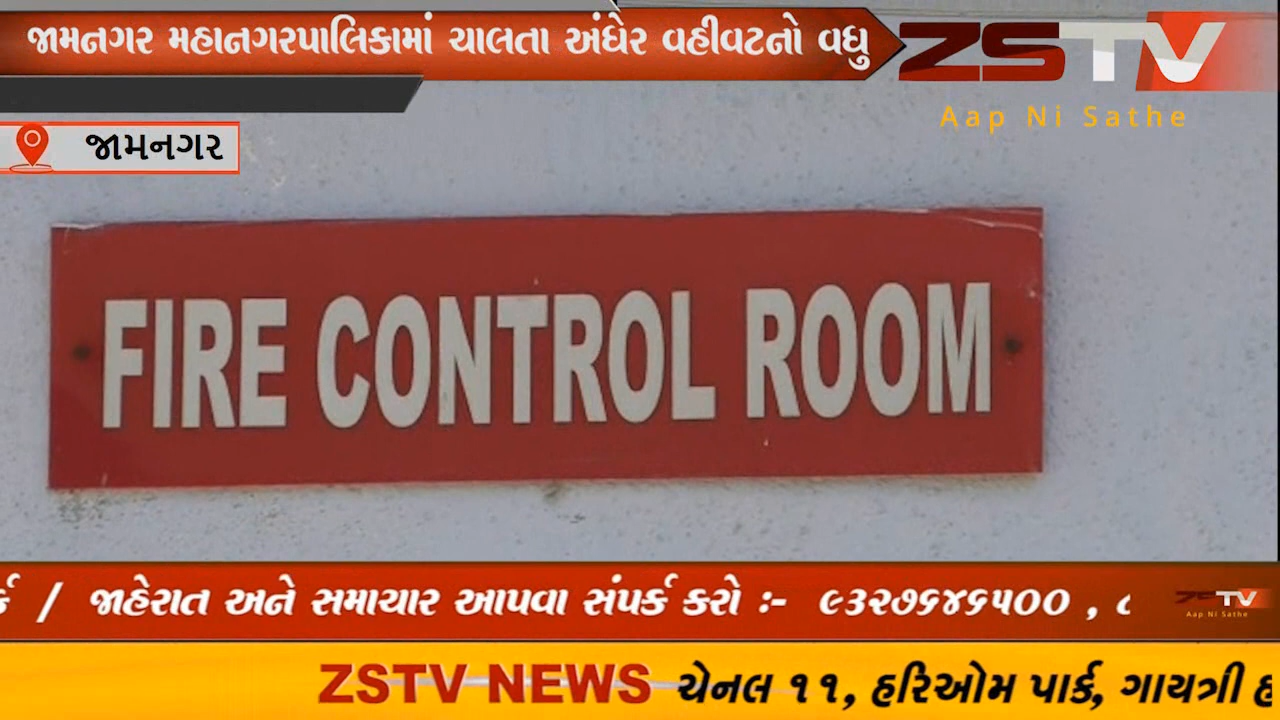 જામનગર મહાનગરપાલિકામાં ચાલતા અંધેર વહીવટનો વધુ
ZSTV
Aap Ni Sathe
જામનગર
FIRE CONTROL ROOM
/ જાહેરાત અને સમાચાર આપવા સંપર્ક કરો :- ૯૩૨૭૬૪૬૫૦૦ ,
ZSTV
Aap Ni Sathe
ZSTV NEWS ચેનલ ૧૧, હરિઓમ પાર્ક, ગાયત્રી